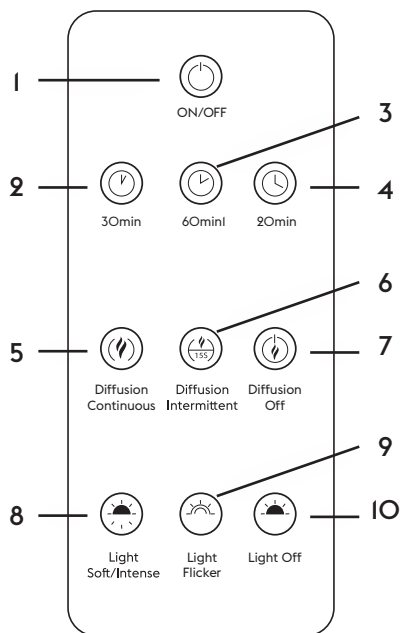 1
ON/OFF
2
3
4
30min
60minl
20min
5
6
7
15S
Diffusion
Continuous
Diffusion
Intermittent
Diffusion
Off
8
9
10
Light
Soft/Intense
Light
Flicker
Light Off